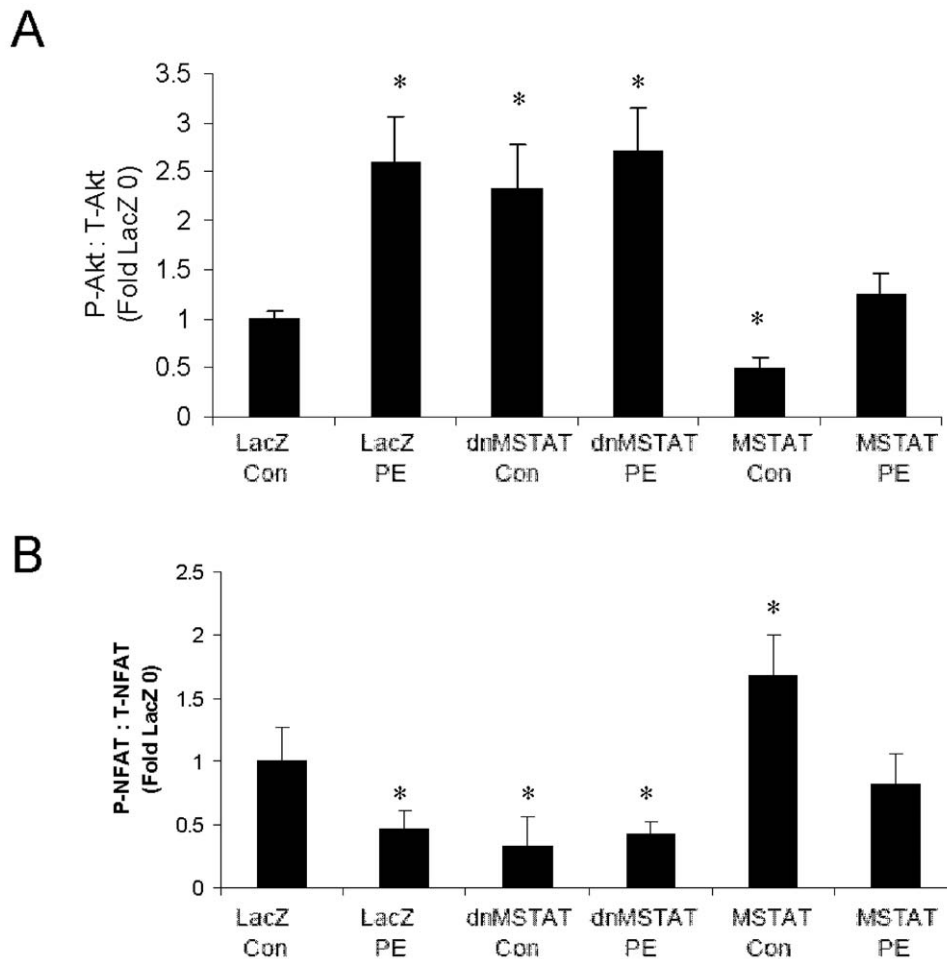 A
P-Akt : T-Akt
(Fold LacZ 0)
3.5
3
2.5
2
1.5
1
0.5
0
* * * *
LacZ LacZ dnMSTAT dnMSTAT MSTAT MSTAT
Con PE Con PE Con PE
B
P-NFAT : T-NFAT
(Fold LacZ 0)
2.5
2
1.5
1
0.5
0
* * * *
LacZ LacZ dnMSTAT dnMSTAT MSTAT MSTAT
Con PE Con PE Con PE